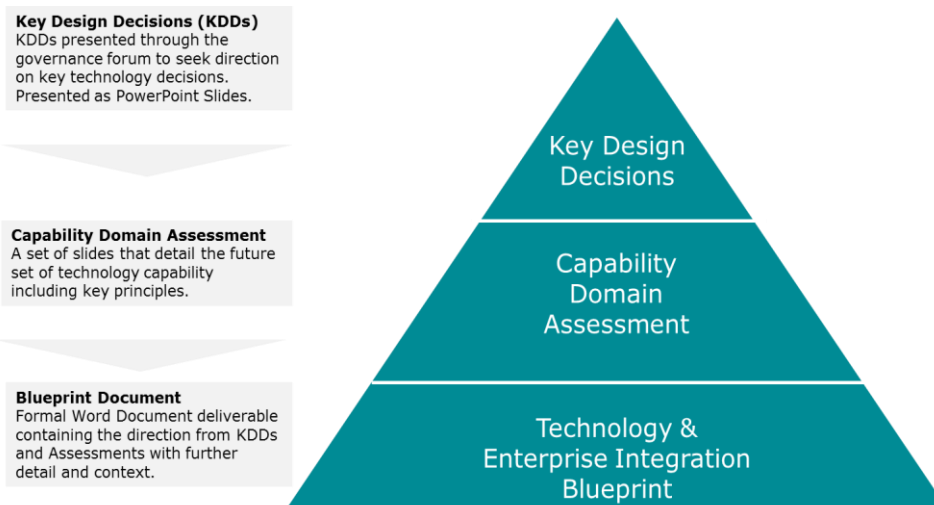 Key Design Decisions (KDDs)
KDDs presented through the
governance forum to seek direction
on key technology decisions.
Presented as PowerPoint Slides.
Capability Domain Assessment
A set of slides that detail the future
set of technology capability
including key principles.
Blueprint Document
Formal Word Document deliverable
containing the direction from KDDs
and Assessments with further
detail and context.
Key Design
Decisions
Capability
Domain
Assessment
Technology &
Enterprise Integration
Blueprint